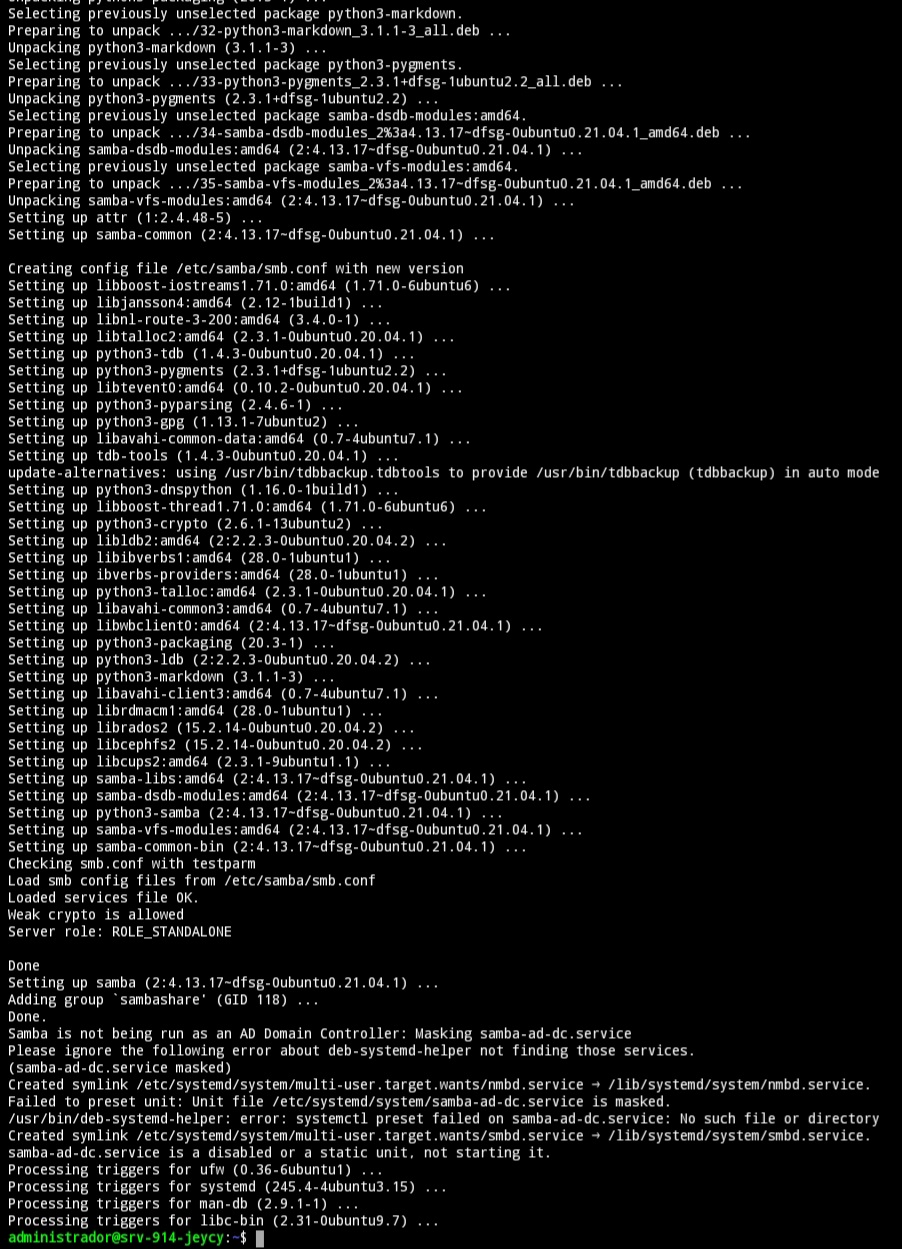 Selecting previously unselected package python3-markdown.
Preparing to unpack .../32-python3-markdown_3.1.1-3_all.deb ...
Unpacking python3-markdown (3.1.1-3) ...
Selecting previously unselected package python3-pygments.
Preparing to unpack .../33-python3-pygments_2.3.1+dfsg-1ubuntu2.2_all.deb ...
Unpacking python3-pygments (2.3.1+dfsg-1ubuntu2.2) ...
Selecting previously unselected package samba-dsdb-modules:amd64.
Preparing to unpack .../34-samba-dsdb-modules_2%3a4.13.17~dfsg-0ubuntu0.21.04.1_amd64.deb ...
Unpacking samba-dsdb-modules:amd64 (2:4.13.17~dfsg-0ubuntu0.21.04.1) ...
Selecting previously unselected package samba-vfs-modules:amd64.
Preparing to unpack .../35-samba-vfs-modules_2%3a4.13.17~dfsg-0ubuntu0.21.04.1_amd64.deb ...
Unpacking samba-vfs-modules:amd64 (2:4.13.17~dfsg-0ubuntu0.21.04.1) ...
Setting up attr (1:2.4.48-5) ...
Setting up samba-common (2:4.13.17~dfsg-0ubuntu0.21.04.1) ...
Creating config file /etc/samba/smb.conf with new version
Setting up libboost-iostreams1.71.0:amd64 (1.71.0-6ubuntu6) ...
Setting up libjansson4:amd64 (2.12-1build1) ...
Setting up libnl-route-3-200:amd64 (3.4.0-1) ...
Setting up libtalloc2:amd64 (2.3.1-0ubuntu0.20.04.1) ...
Setting up python3-tdb (1.4.3-0ubuntu0.20.04.1) ...
Setting up python3-pygments (2.3.1+dfsg-1ubuntu2.2) ...
Setting up libtevent0:amd64 (0.10.2-0ubuntu0.20.04.1) ...
Setting up python3-pyparsing (2.4.6-1) ...
Setting up python3-gpg (1.13.1-7ubuntu2) ...
Setting up libavahi-common-data:amd64 (0.7-4ubuntu7.1) ...
Setting up tdb-tools (1.4.3-0ubuntu0.20.04.1) ...
update-alternatives: using /usr/bin/tdbbackup.tdbtools to provide /usr/bin/tdbbackup (tdbbackup) in auto mode
Setting up python3-dnspython (1.16.0-1build1) ...
Setting up libboost-thread1.71.0:amd64 (1.71.0-6ubuntu6) ...
Setting up python3-crypto (2.6.1-13ubuntu2) ...
Setting up libldb2:amd64 (2:2.2.3-0ubuntu0.20.04.2) ...
Setting up libibverbs1:amd64 (28.0-1ubuntu1) ...
Setting up ibverbs-providers:amd64 (28.0-1ubuntu1) ...
Setting up python3-talloc:amd64 (2.3.1-0ubuntu0.20.04.1) ...
Setting up libavahi-common3:amd64 (0.7-4ubuntu7.1) ...
Setting up libwbclient0:amd64 (2:4.13.17~dfsg-0ubuntu0.21.04.1) ...
Setting up python3-packaging (20.3-1) ...
Setting up python3-ldb (2:2.2.3-0ubuntu0.20.04.2) ...
Setting up python3-markdown (3.1.1-3) ...
Setting up libavahi-client3:amd64 (0.7-4ubuntu7.1) ...
Setting up librdmacm1:amd64 (28.0-1ubuntu1) ...
Setting up librados2 (15.2.14-0ubuntu0.20.04.2) ...
Setting up libcephfs2 (15.2.14-0ubuntu0.20.04.2) ...
Setting up libcups2:amd64 (2.3.1-9ubuntu1.1) ...
Setting up samba-libs:amd64 (2:4.13.17~dfsg-0ubuntu0.21.04.1) ...
Setting up samba-dsdb-modules:amd64 (2:4.13.17~dfsg-0ubuntu0.21.04.1) ...
Setting up python3-samba (2:4.13.17~dfsg-0ubuntu0.21.04.1) ...
Setting up samba-vfs-modules:amd64 (2:4.13.17~dfsg-0ubuntu0.21.04.1) ...
Setting up samba-common-bin (2:4.13.17~dfsg-0ubuntu0.21.04.1) ...
Checking smb.conf with testparm
Load smb config files from /etc/samba/smb.conf
Loaded services file OK.
Weak crypto is allowed
Server role: ROLE_STANDALONE
Done
Setting up samba (2:4.13.17~dfsg-0ubuntu0.21.04.1) ...
Adding group `sambashare' (GID 118) ...
Done.
Samba is not being run as an AD Domain Controller: Masking samba-ad-dc.service
Please ignore the following error about deb-systemd-helper not finding those services.
(samba-ad-dc.service masked)
Created symlink /etc/systemd/system/multi-user.target.wants/nmbd.service → /lib/systemd/system/nmbd.service.
Failed to preset unit: Unit file /etc/systemd/system/samba-ad-dc.service is masked.
/usr/bin/deb-systemd-helper: error: systemctl preset failed on samba-ad-dc.service: No such file or directory
Created symlink /etc/systemd/system/multi-user.target.wants/smbd.service → /lib/systemd/system/smbd.service.
samba-ad-dc.service is a disabled or a static unit, not starting it.
Processing triggers for ufw (0.36-6ubuntu1) ...
Processing triggers for systemd (245.4-4ubuntu3.15) ...
Processing triggers for man-db (2.9.1-1) ...
Processing triggers for libc-bin (2.31-0ubuntu9.7) ...
administrador@srv-914-jeycy:~$